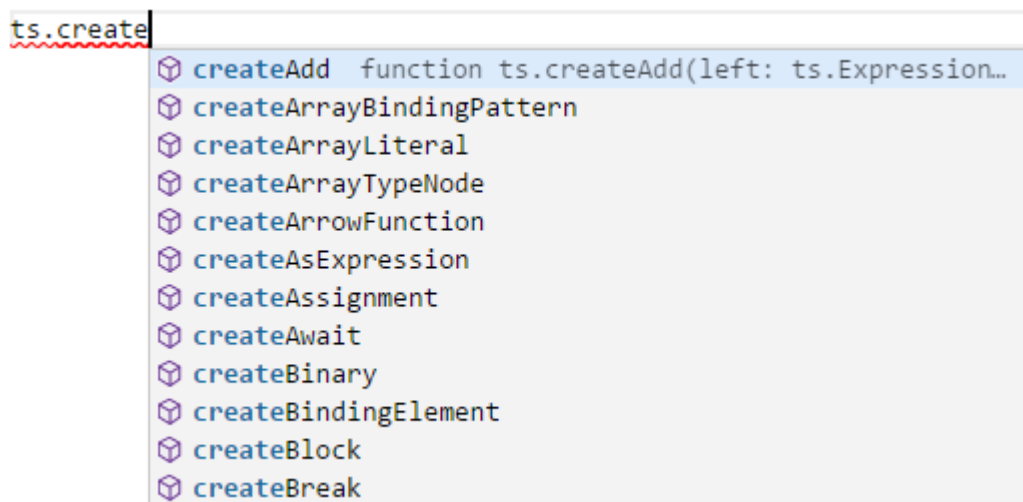 ts.create
createAdd function ts.createAdd(left: ts.Expression…
createArrayBindingPattern
createArrayLiteral
createArrayTypeNode
createArrowFunction
createAsExpression
createAssignment
createAwait
createBinary
createBindingElement
createBlock
createBreak